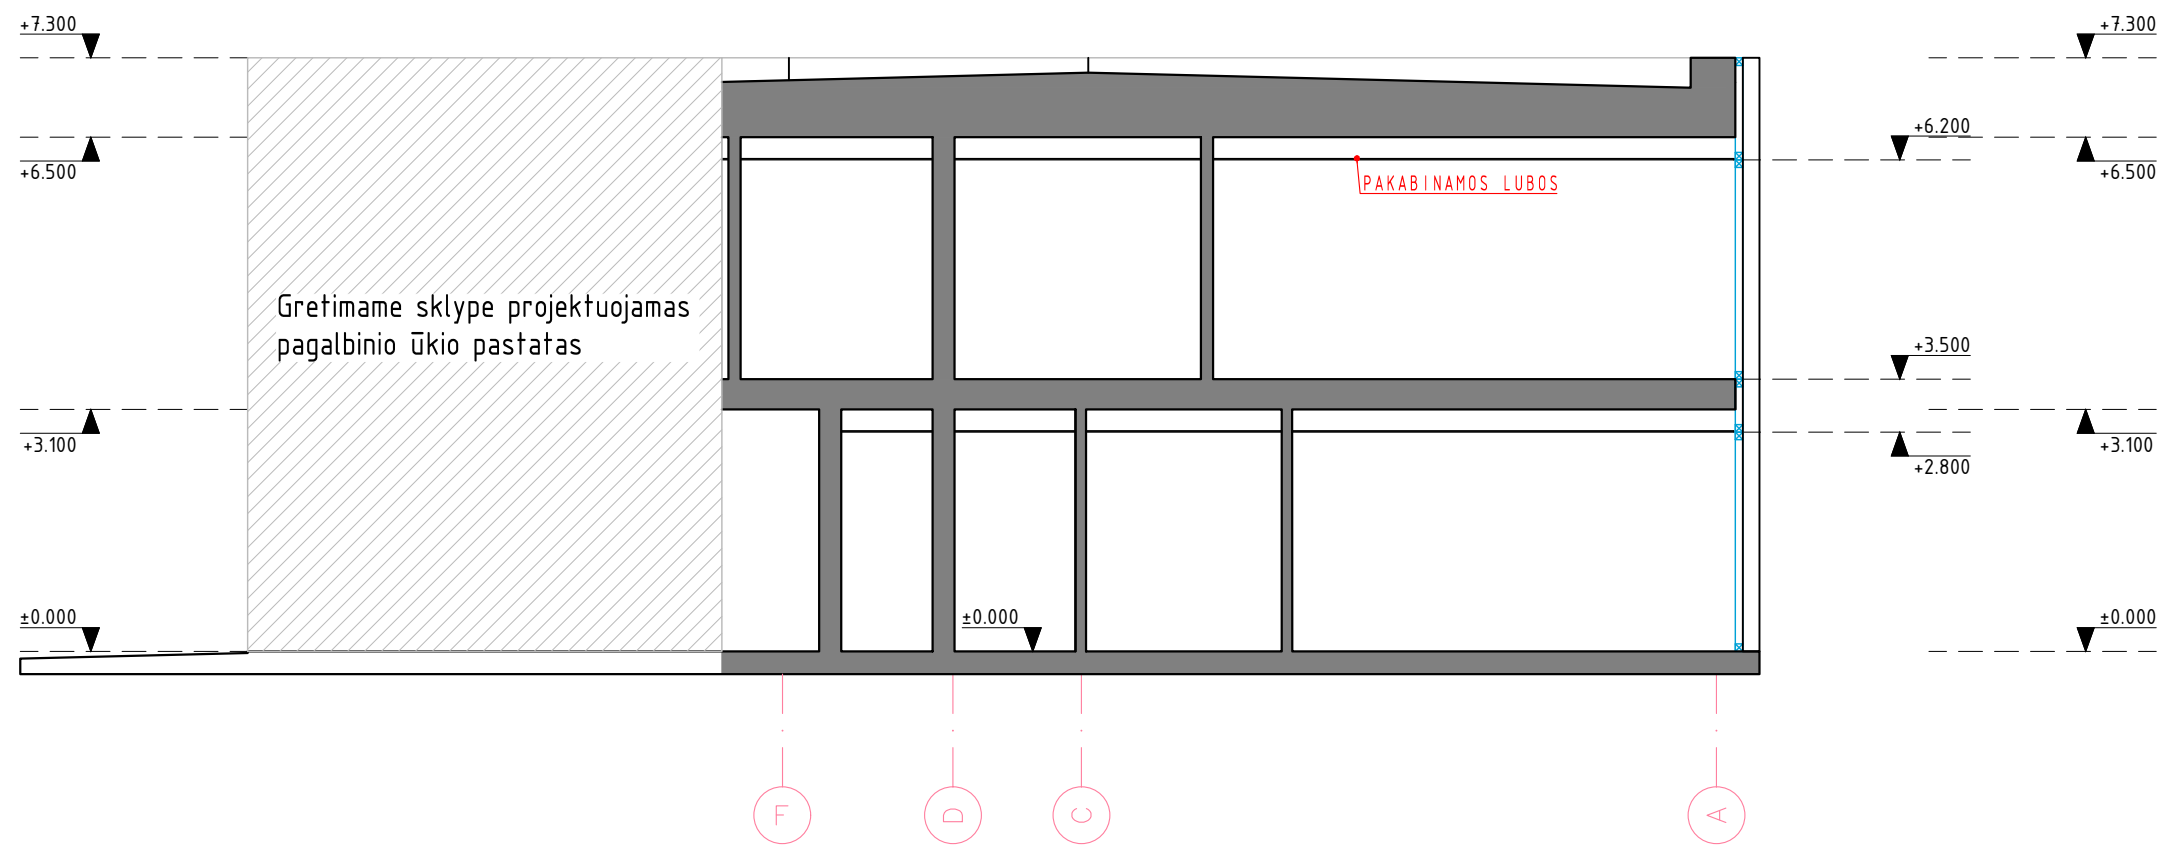 +7.300
+7.300
+6.200
+6.500
+6.500
PAKABINAMOS LUBOS
Gretimame sklype projektuojamas
pagalbinio ūkio pastatas
+3.500
+3.100
+3.100
+2.800
±0.000
±0.000
±0.000
F
D
C
A